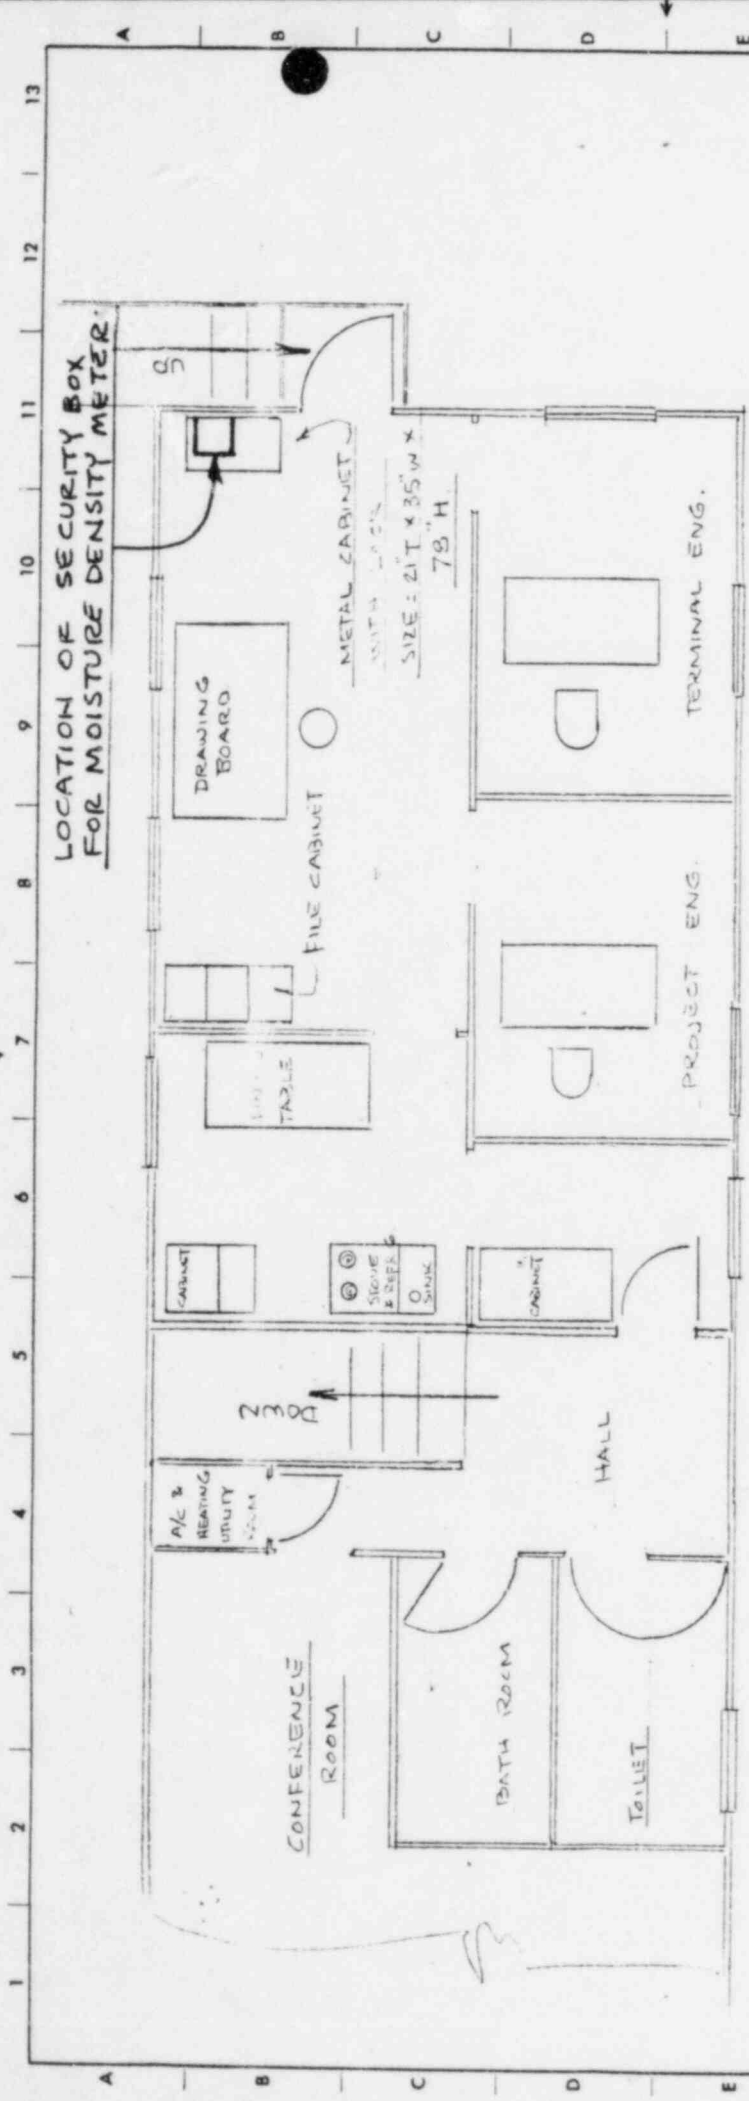 LOCATION OF SECURITY BOX
FOR MOISTURE DENSITY METER.
A
B
C
D
E
13
12
11
10
9
8
7
6
5
4
3
2
1
METAL CABINET
WITH
SIZE = 21"T X 35"W X
78"H.
DRAWING
BOARD
FILE CABINET
TERMINAL ENG.
PROJECT ENG.
TABLE
CABINET
STOVE
& REFRG
SINK
CABINET
HALL
A/C &
HEATING
UTILITY
ROOM
CONFERENCE
ROOM
BATH ROOM
TOILET
A
B
C
D
E